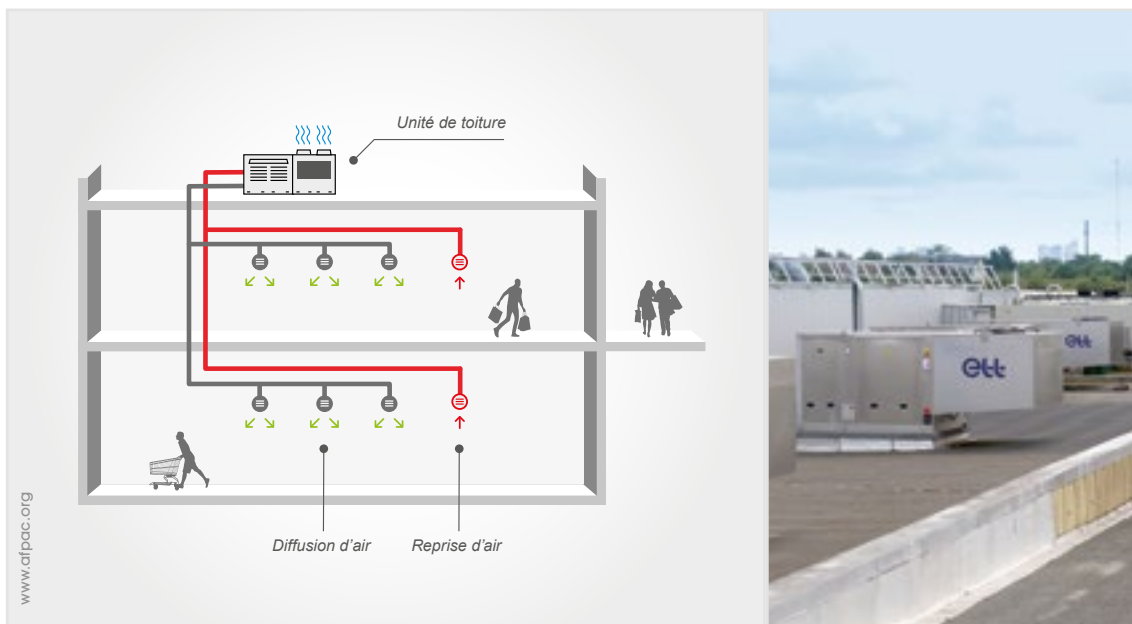 Unité de toiture
ett
ett
Diffusion d’air
Reprise d’air
www.afpac.org